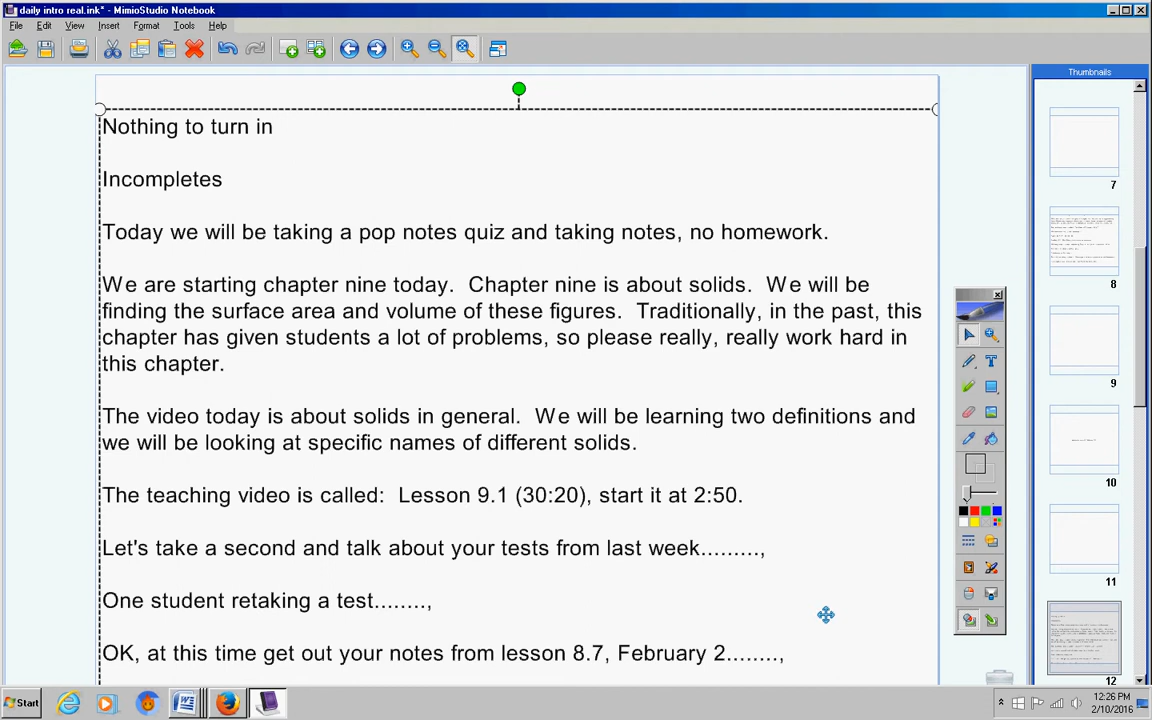 daily intro real.ink* - MimioStudio Notebook
File Edit View Insert Format Tools Help
Thumbnails
Nothing to turn in
Incompletes
Today we will be taking a pop notes quiz and taking notes, no homework.
We are starting chapter nine today.  Chapter nine is about solids.  We will be
finding the surface area and volume of these figures.  Traditionally, in the past, this
chapter has given students a lot of problems, so please really, really work hard in
this chapter.
The video today is about solids in general.  We will be learning two definitions and
we will be looking at specific names of different solids.
The teaching video is called:  Lesson 9.1 (30:20), start it at 2:50.
Let's take a second and talk about your tests from last week.........,
One student retaking a test........,
OK, at this time get out your notes from lesson 8.7, February 2........,
7
8
9
10
11
12
Start
12:26 PM
2/10/2016